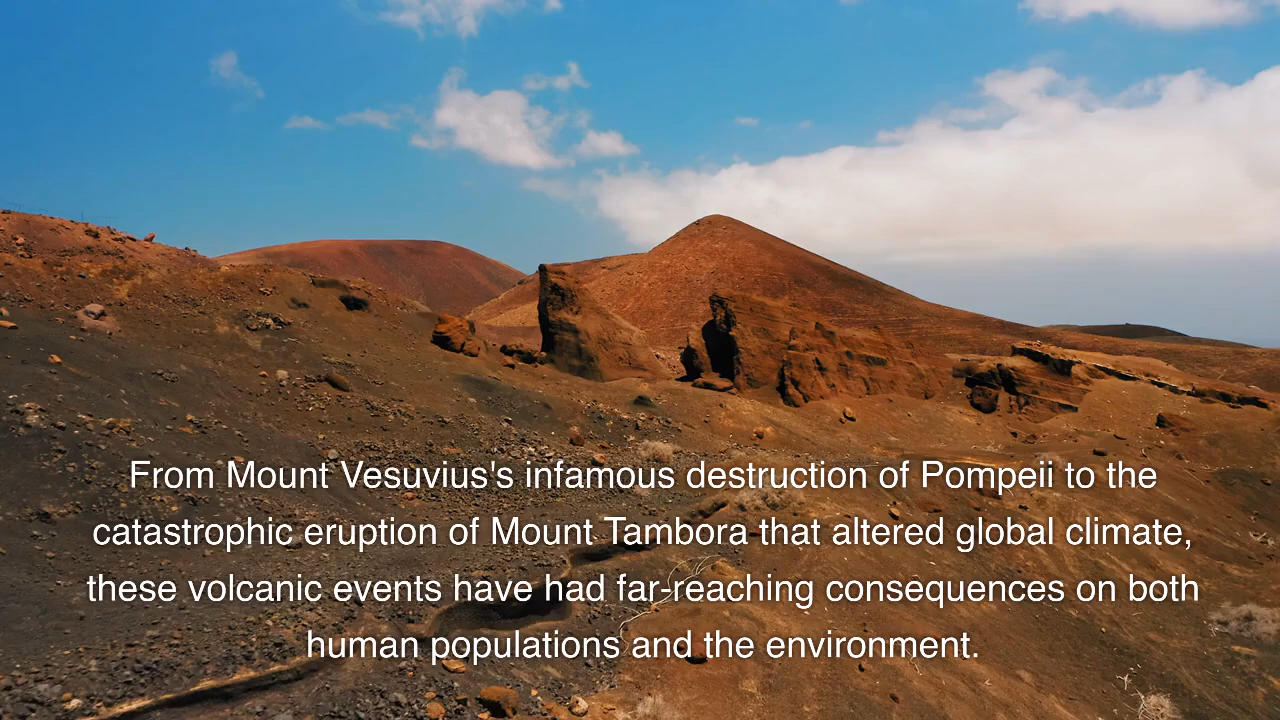 From Mount Vesuvius's infamous destruction of Pompeii to the
catastrophic eruption of Mount Tambora that altered global climate,
these volcanic events have had far-reaching consequences on both
human populations and the environment.